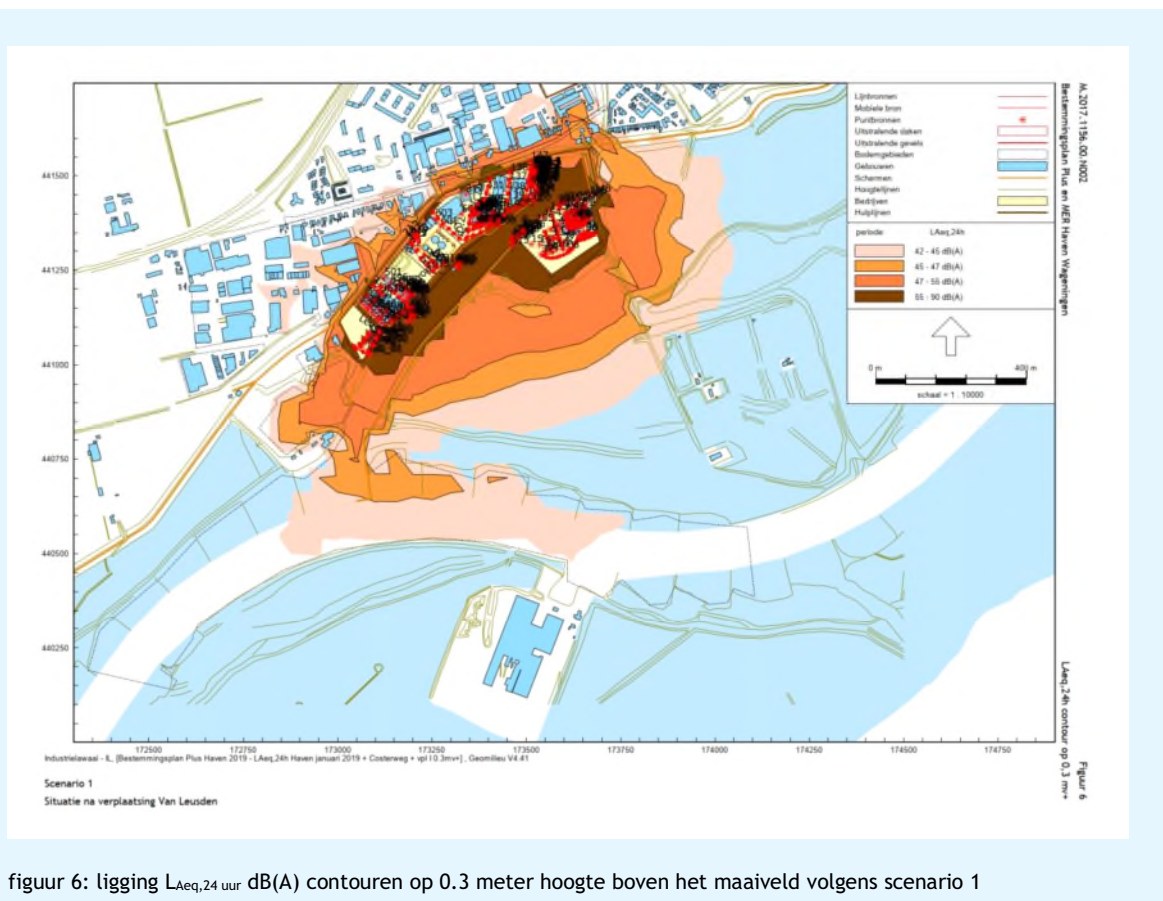 M.2017.1156.00.N002
Bestemmingsplan Plus en MER Haven Wageningen
Lijnbronnen
Mobiele bron
Puntbronnen
Uitstralende daken
Uitstralende gevels
Bodemgebieden
Gebouwen
Schermen
Hoogtelijnen
Bedrijven
Hulplijnen
periode: LAeq,24h
42 - 45 dB(A)
45 - 47 dB(A)
47 - 55 dB(A)
55 - 90 dB(A)
0 m 400 m
schaal = 1 : 10000
441500
441250
441000
440750
440500
440250
172500 172750 173000 173250 173500 173750 174000 174250 174500 174750
LAeq,24h contour op 0,3 mv+
Figuur 6
Industrielawaai - IL, [Bestemmingsplan Plus Haven 2019 - LAeq,24h Haven januari 2019 + Costerweg + vpl I 0.3mv+] , Geomilieu V4.41
Scenario 1
Situatie na verplaatsing Van Leusden
figuur 6: ligging LAeq,24 uur dB(A) contouren op 0.3 meter hoogte boven het maaiveld volgens scenario 1